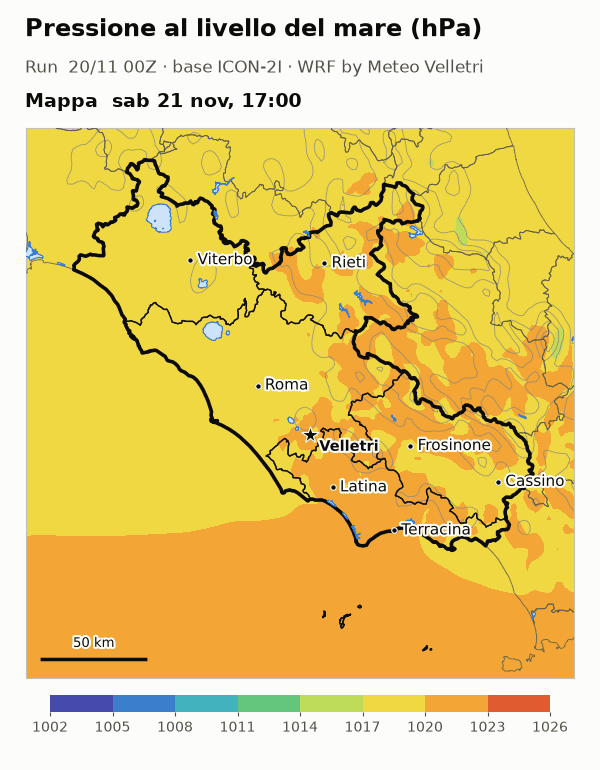 Pressione al livello del mare (hPa)
Run  20/11 00Z · base ICON-2I · WRF by Meteo Velletri
Mappa  sab 21 nov, 17:00
Viterbo
Rieti
Roma
Velletri
Frosinone
Cassino
Latina
Terracina
50 km
1002 1005 1008 1011 1014 1017 1020 1023 1026